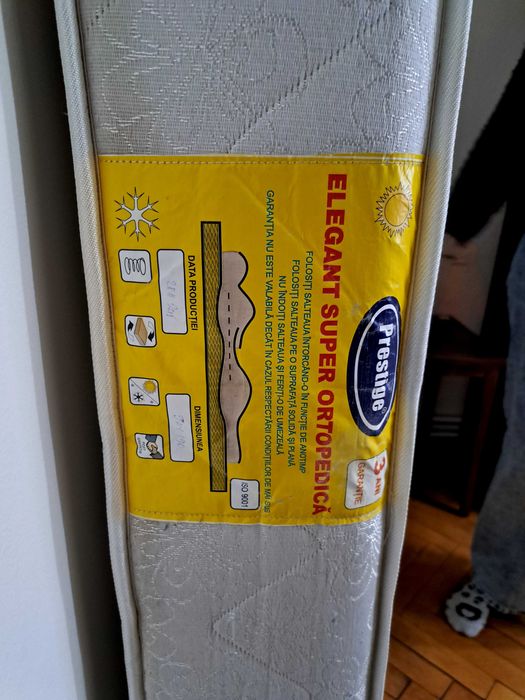 Prestige®
3 ANI
GARANȚIE
ELEGANT SUPER ORTOPEDICĂ
FOLOSIȚI SALTEAUA ÎNTORCÂND-O ÎN FUNCȚIE DE ANOTIMP
FOLOSIȚI SALTEAUA PE O SUPRAFAȚĂ SOLIDĂ ȘI PLANĂ
NU ÎNDOIȚI SALTEAUA ȘI FERIȚI-O DE UMEZEALĂ
GARANȚIA NU ESTE VALABILĂ DECÂT ÎN CAZUL RESPECTĂRII CONDIȚIILOR DE MAI SUS
ISO 9001
DATA PRODUCȚIEI
DIMENSIUNEA